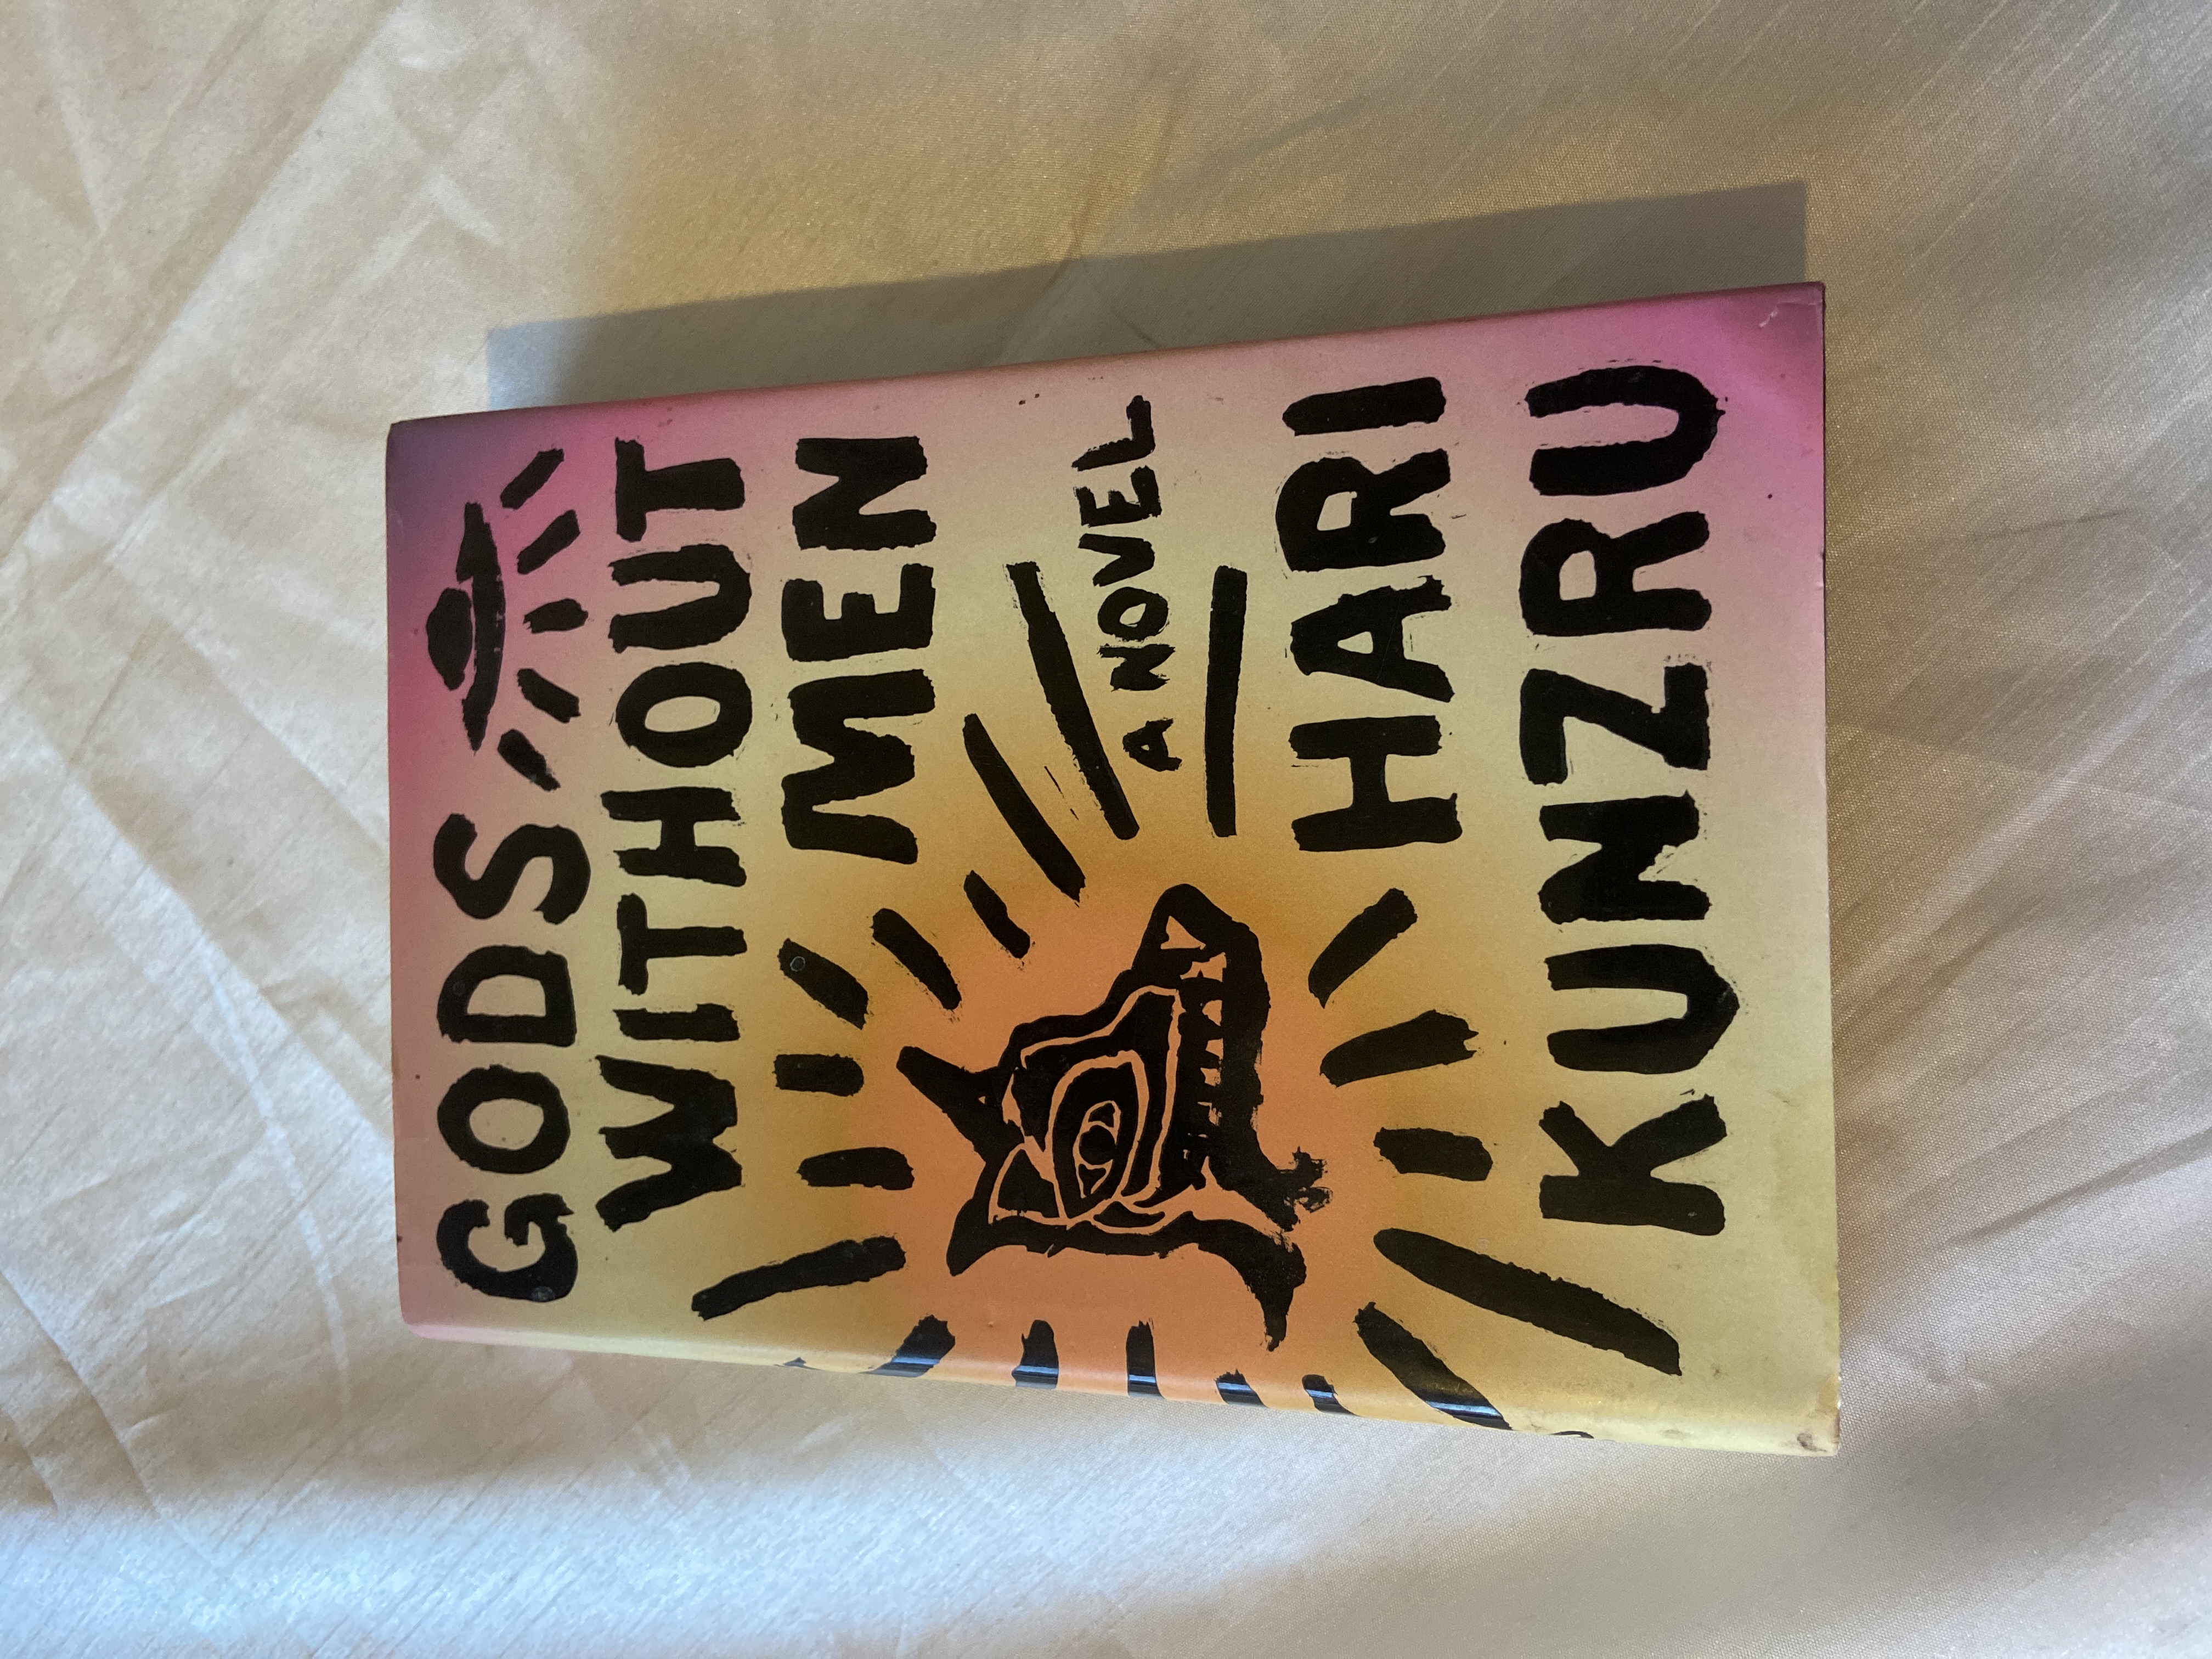 GODS
WITHOUT
MEN
A NOVEL
HARI
KUNZRU